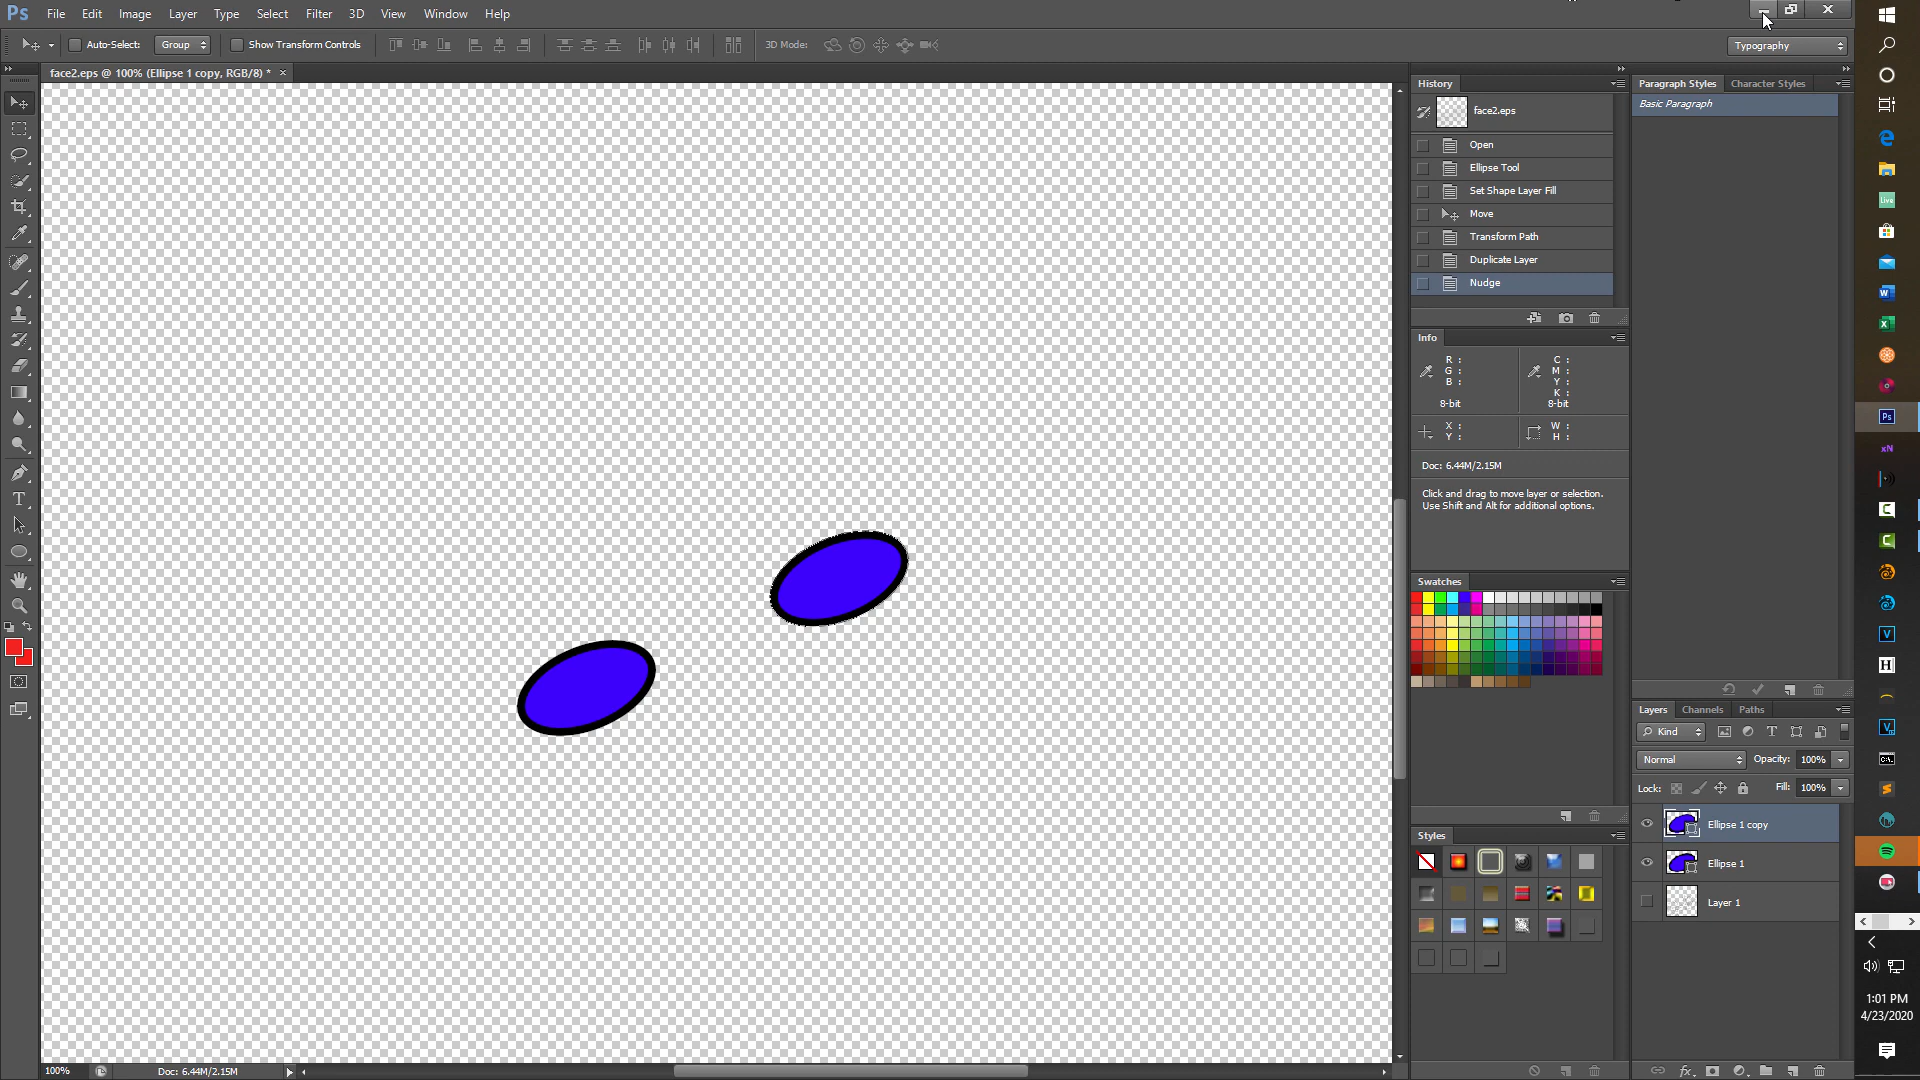 Ps File Edit Image Layer Type Select Filter 3D View Window Help
Auto-Select: Group Show Transform Controls 3D Mode: Typography
face2.eps @ 100% (Ellipse 1 copy, RGB/8) *
History
face2.eps
Open
Ellipse Tool
Set Shape Layer Fill
Move
Transform Path
Duplicate Layer
Nudge
Info
R :
G :
B :
8-bit
C :
M :
Y :
K :
8-bit
X :
Y :
W :
H :
Doc: 6.44M/2.15M
Click and drag to move layer or selection.
Use Shift and Alt for additional options.
Swatches
Styles
Paragraph Styles Character Styles
Basic Paragraph
Layers Channels Paths
Kind
Normal Opacity: 100%
Lock: Fill: 100%
Ellipse 1 copy
Ellipse 1
Layer 1
fx
100% Doc: 6.44M/2.15M
Live
Ps
xN
V
H
1:01 PM
4/23/2020